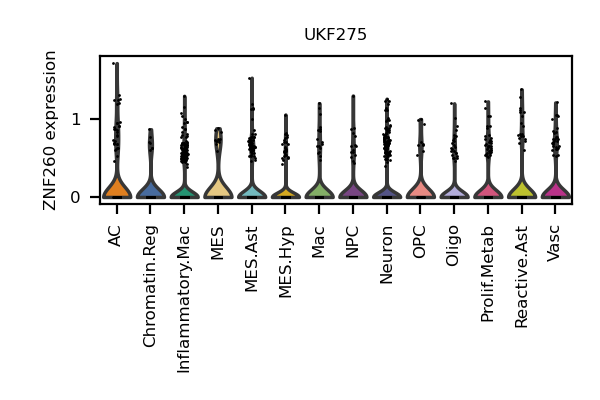 UKF275
ZNF260 expression
1
0
AC
Chromatin.Reg
Inflammatory.Mac
MES
MES.Ast
MES.Hyp
Mac
NPC
Neuron
OPC
Oligo
Prolif.Metab
Reactive.Ast
Vasc